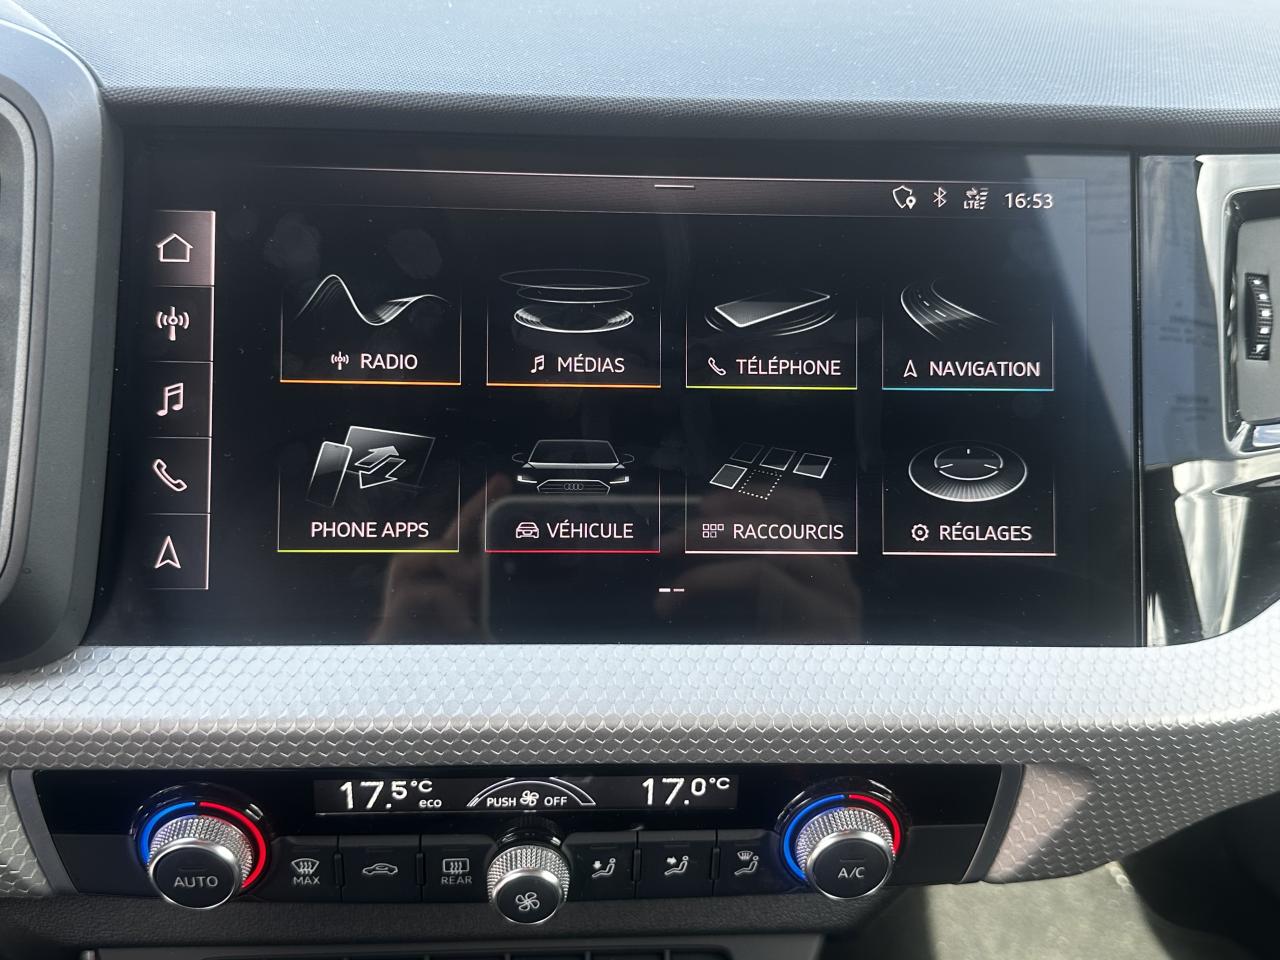 LTE 16:53
RADIO
MÉDIAS
TÉLÉPHONE
NAVIGATION
PHONE APPS
VÉHICULE
RACCOURCIS
RÉGLAGES
17.5°C
eco
PUSH OFF
17.0°C
AUTO
MAX
REAR
A/C